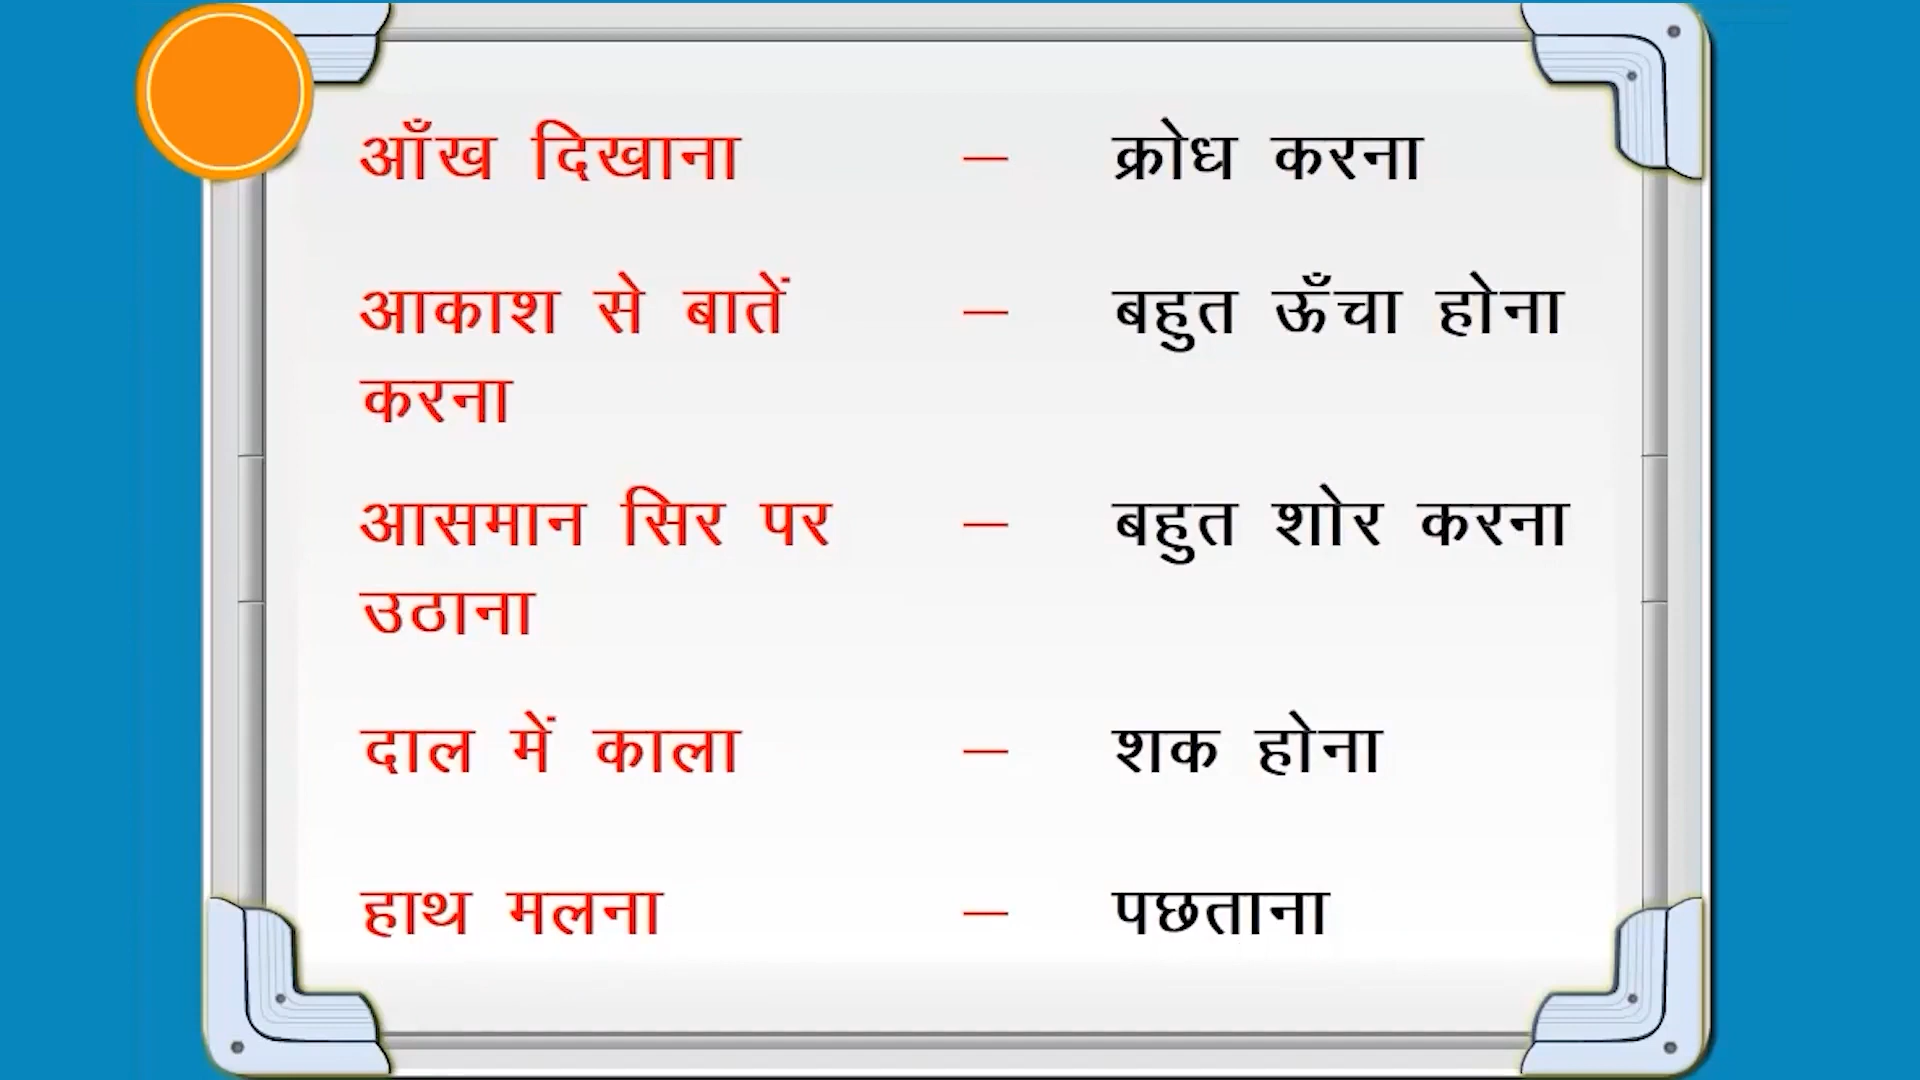 आँख दिखाना – क्रोध करना
आकाश से बातें – बहुत ऊँचा होना
करना
आसमान सिर पर – बहुत शोर करना
उठाना
दाल में काला – शक होना
हाथ मलना – पछताना